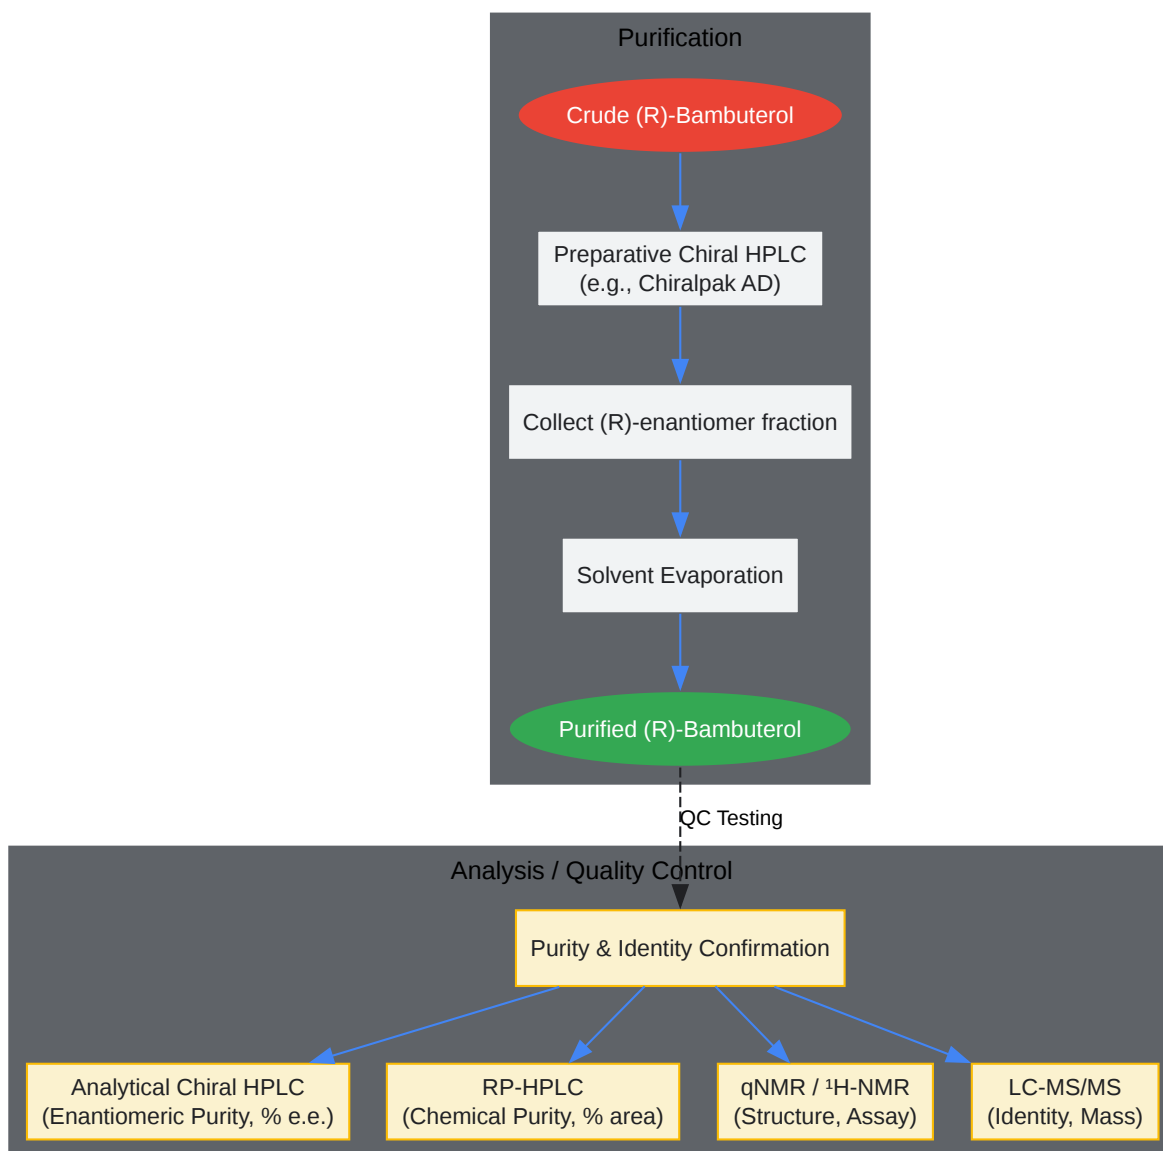 Purification
Crude (R)-Bambuterol
Preparative Chiral HPLC
(e.g., Chiralpak AD)
Collect (R)-enantiomer fraction
Solvent Evaporation
Purified (R)-Bambuterol
QC Testing
Analysis / Quality Control
Purity & Identity Confirmation
Analytical Chiral HPLC
(Enantiomeric Purity, % e.e.)
RP-HPLC
(Chemical Purity, % area)
qNMR / ¹H-NMR
(Structure, Assay)
LC-MS/MS
(Identity, Mass)